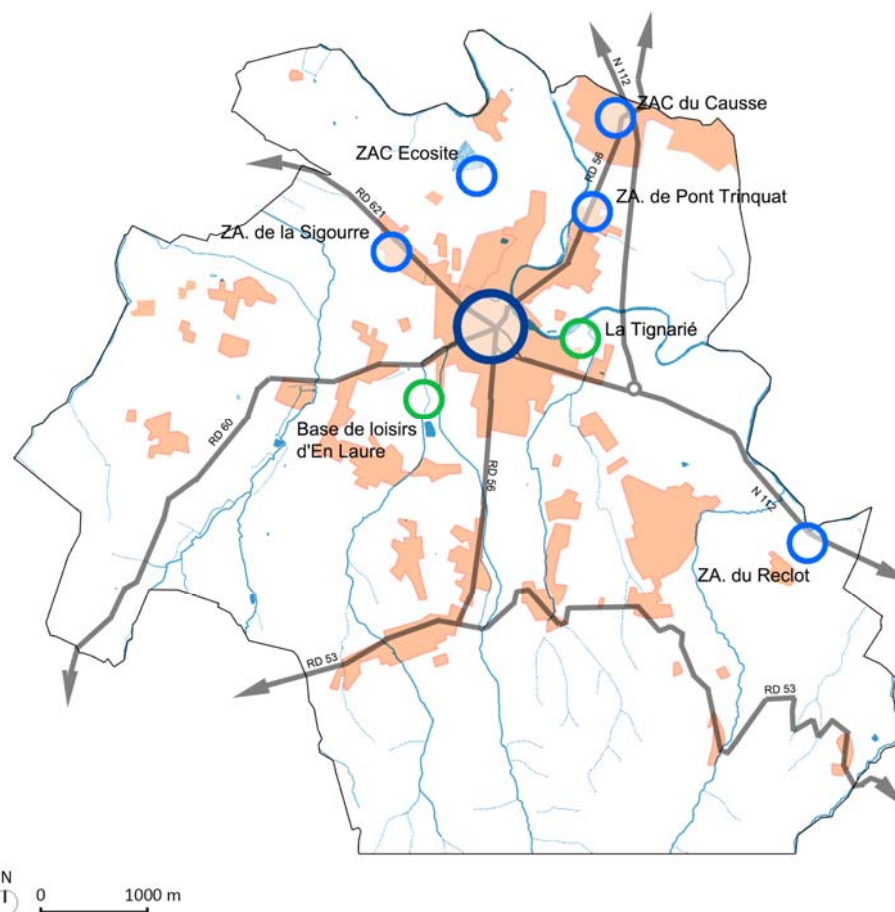 N 112
ZAC du Causse
ZAC Ecosite
RD 56
ZA. de Pont Trinquat
RD 621
ZA. de la Sigourre
La Tignarié
RD 60
Base de loisirs
d'En Laure
RD 56
N 112
ZA. du Reclot
RD 53
RD 53
N
0 1000 m